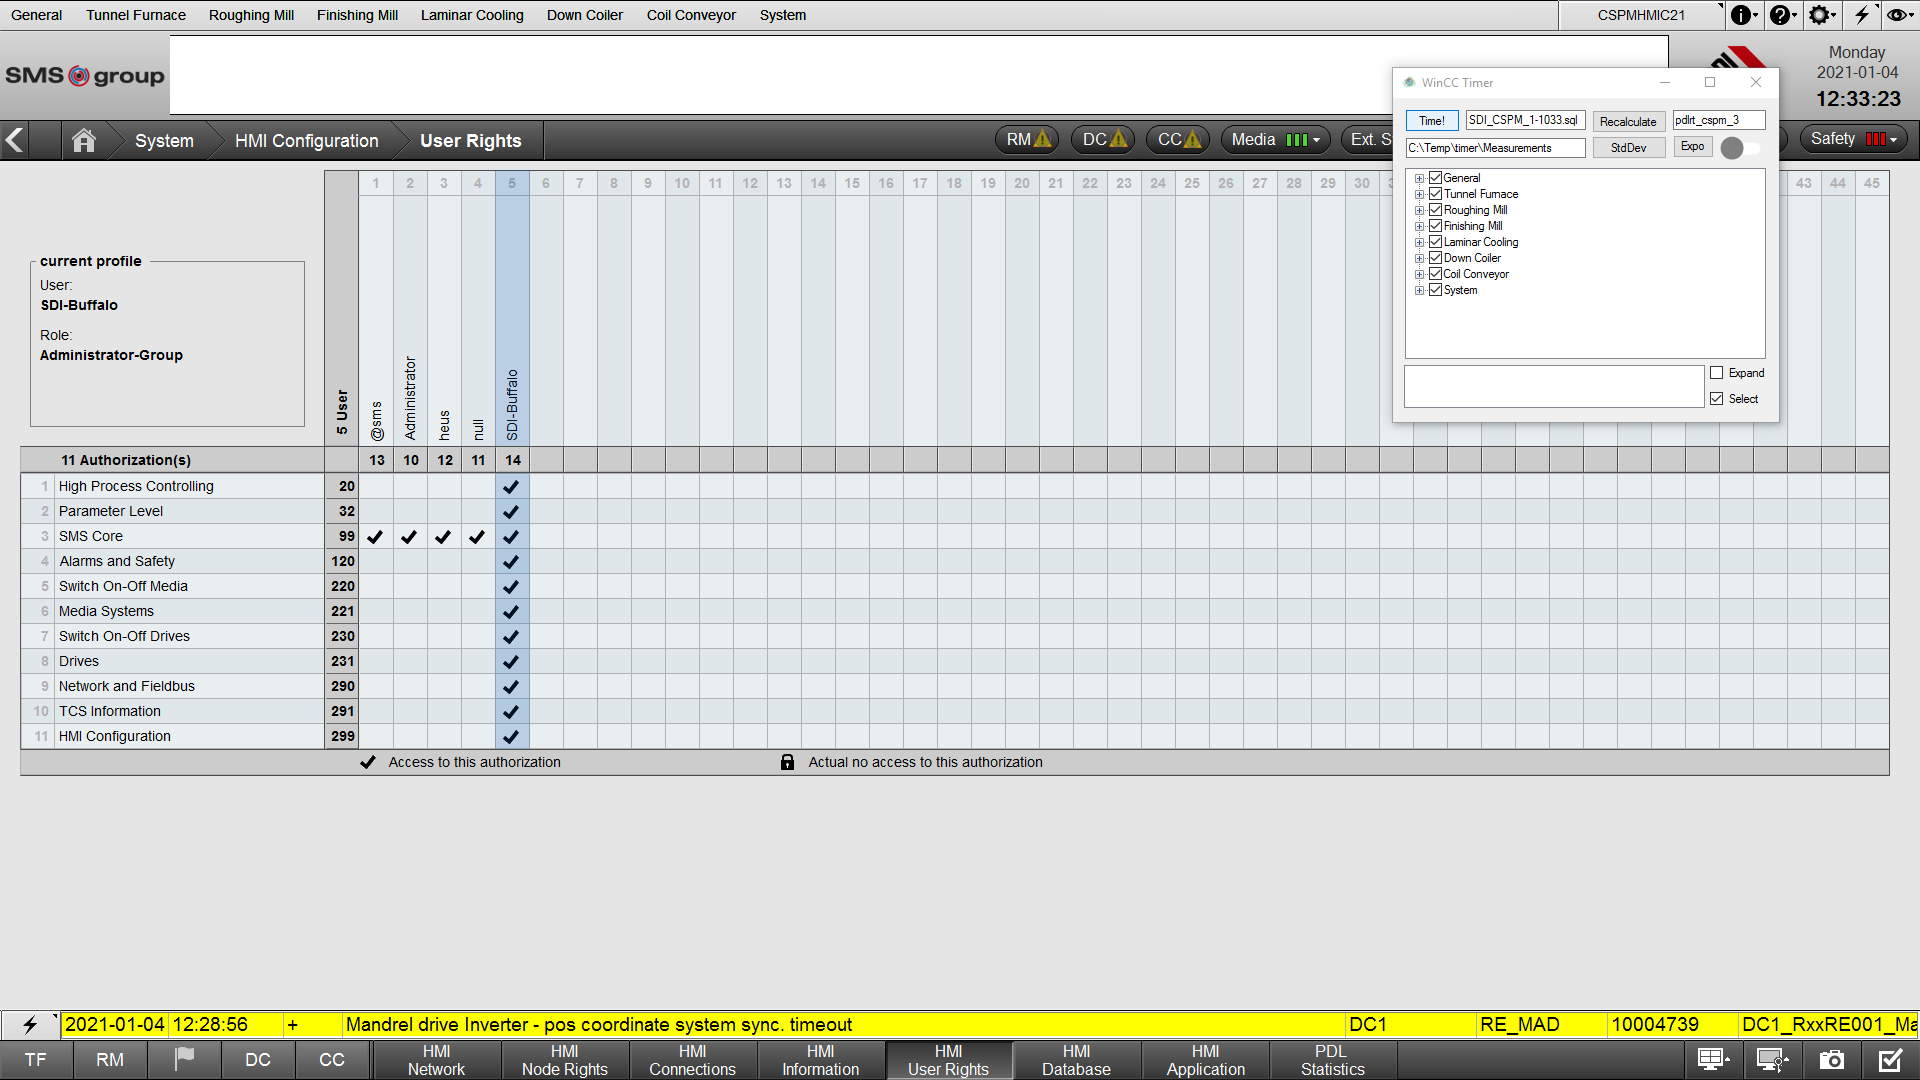 General Tunnel Furnace Roughing Mill Finishing Mill Laminar Cooling Down Coiler Coil Conveyor System CSPMHMIC21
SMS group
Monday
2021-01-04
12:33:23
System HMI Configuration User Rights RM DC CC Media Ext. S Safety
WinCC Timer
Time! SDI_CSPM_1-1033.sql Recalculate pdlrt_cspm_3
C:\Temp\timer\Measurements StdDev Expo
General
Tunnel Furnace
Roughing Mill
Finishing Mill
Laminar Cooling
Down Coiler
Coil Conveyor
System
Expand
Select
1 2 3 4 5 6 7 8 9 10 11 12 13 14 15 16 17 18 19 20 21 22 23 24 25 26 27 28 29 30 43 44 45
current profile
User:
SDI-Buffalo
Role:
Administrator-Group
5 User
@sms
Administrator
heus
null
SDI-Buffalo
11 Authorization(s) 13 10 12 11 14
1 High Process Controlling 20
2 Parameter Level 32
3 SMS Core 99
4 Alarms and Safety 120
5 Switch On-Off Media 220
6 Media Systems 221
7 Switch On-Off Drives 230
8 Drives 231
9 Network and Fieldbus 290
10 TCS Information 291
11 HMI Configuration 299
Access to this authorization Actual no access to this authorization
2021-01-04 12:28:56 + Mandrel drive Inverter - pos coordinate system sync. timeout DC1 RE_MAD 10004739 DC1_RxxRE001_Ma
TF RM DC CC
HMI Network
HMI Node Rights
HMI Connections
HMI Information
HMI User Rights
HMI Database
HMI Application
PDL Statistics